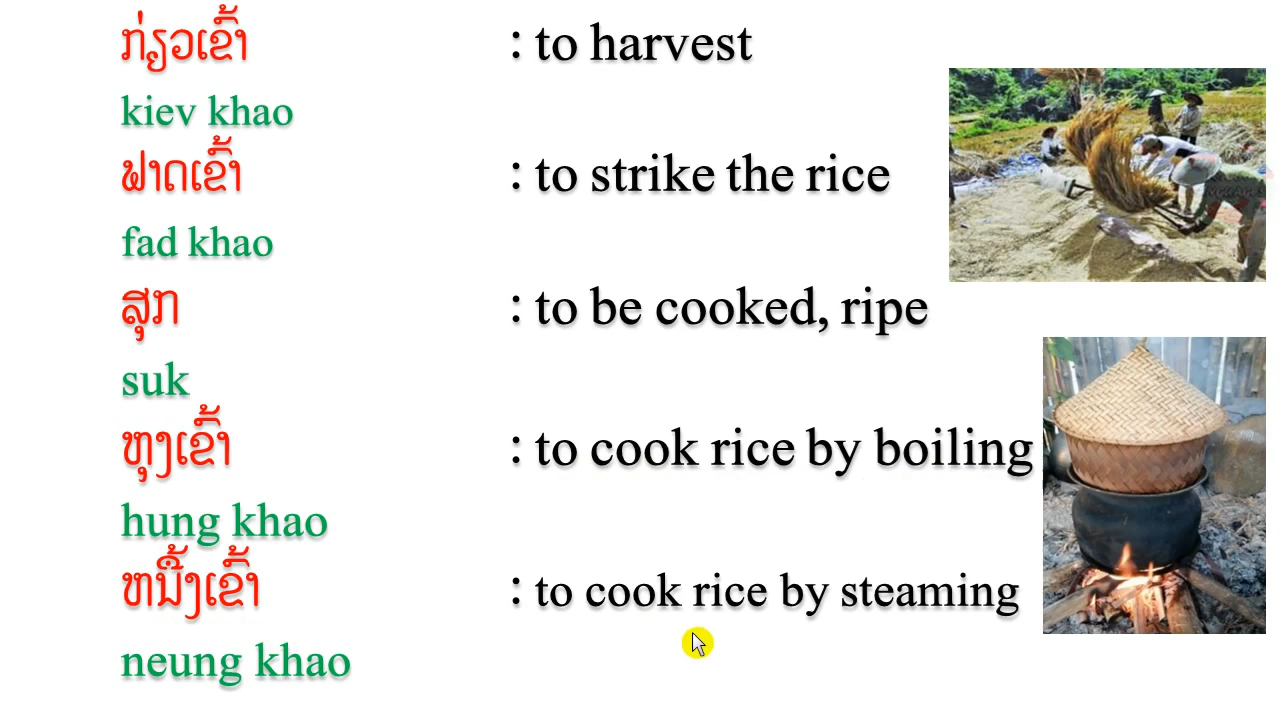 ກ່ຽວເຂົ້າ : to harvest
kiev khao
ຟາດເຂົ້າ : to strike the rice
fad khao
ສຸກ : to be cooked, ripe
suk
ຫຸງເຂົ້າ : to cook rice by boiling
hung khao
ຫນຶ້ງເຂົ້າ : to cook rice by steaming
neung khao